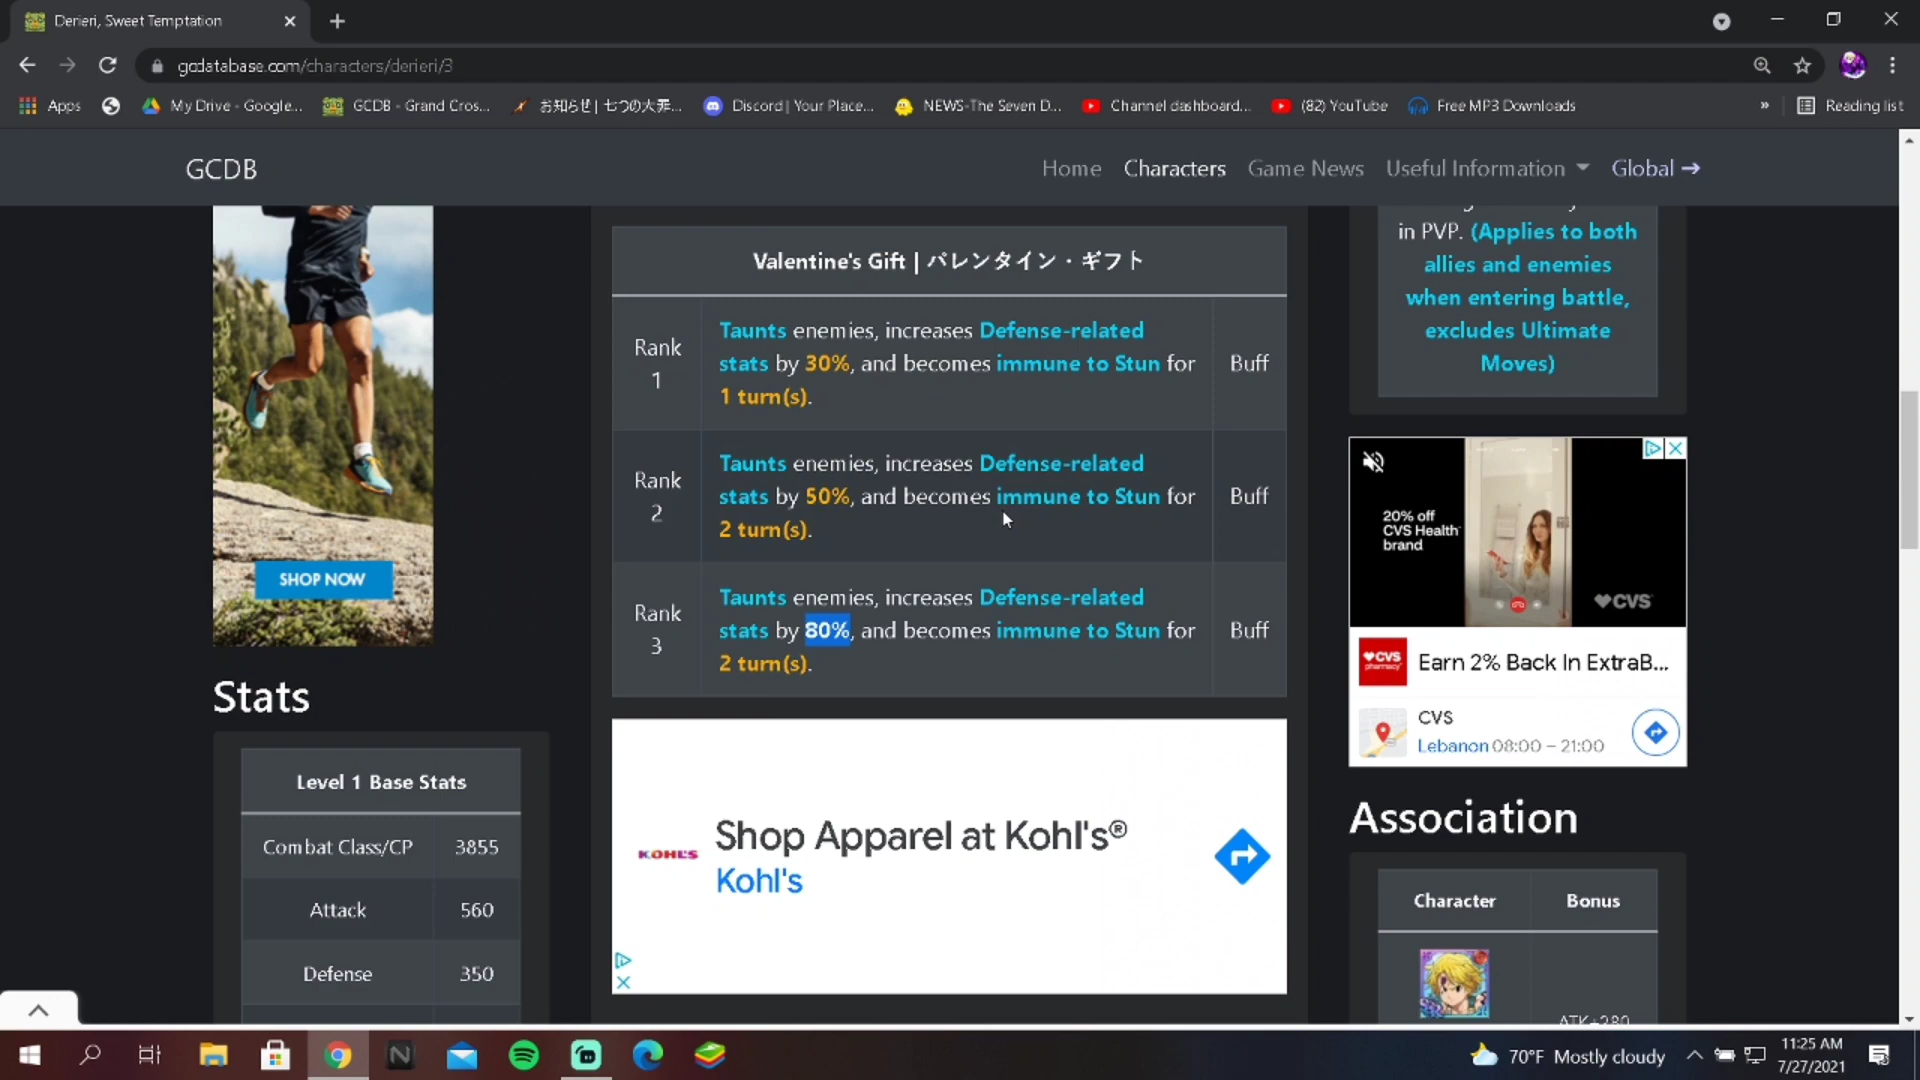 Derieri, Sweet Temptation
gcdatabase.com/characters/derieri/3
Apps
My Drive - Google...
GCDB - Grand Cros...
お知らせ | 七つの大罪...
Discord | Your Place...
NEWS-The Seven D...
Channel dashboard...
(82) YouTube
Free MP3 Downloads
»
Reading list
GCDB
Home
Characters
Game News
Useful Information
Global →
SHOP NOW
Stats
Level 1 Base Stats
Combat Class/CP 3855
Attack 560
Defense 350
Valentine's Gift | バレンタイン・ギフト
Rank
1
Taunts enemies, increases Defense-related
stats by 30%, and becomes immune to Stun for
1 turn(s).
Buff
Rank
2
Taunts enemies, increases Defense-related
stats by 50%, and becomes immune to Stun for
2 turn(s).
Buff
Rank
3
Taunts enemies, increases Defense-related
stats by 80%, and becomes immune to Stun for
2 turn(s).
Buff
KOHL'S
Shop Apparel at Kohl's®
Kohl's
in PVP. (Applies to both
allies and enemies
when entering battle,
excludes Ultimate
Moves)
20% off
CVS Health
brand
CVS
CVS
pharmacy
Earn 2% Back In ExtraB...
CVS
Lebanon 08:00 – 21:00
Association
Character Bonus
ATK+280
70°F Mostly cloudy
11:25 AM
7/27/2021